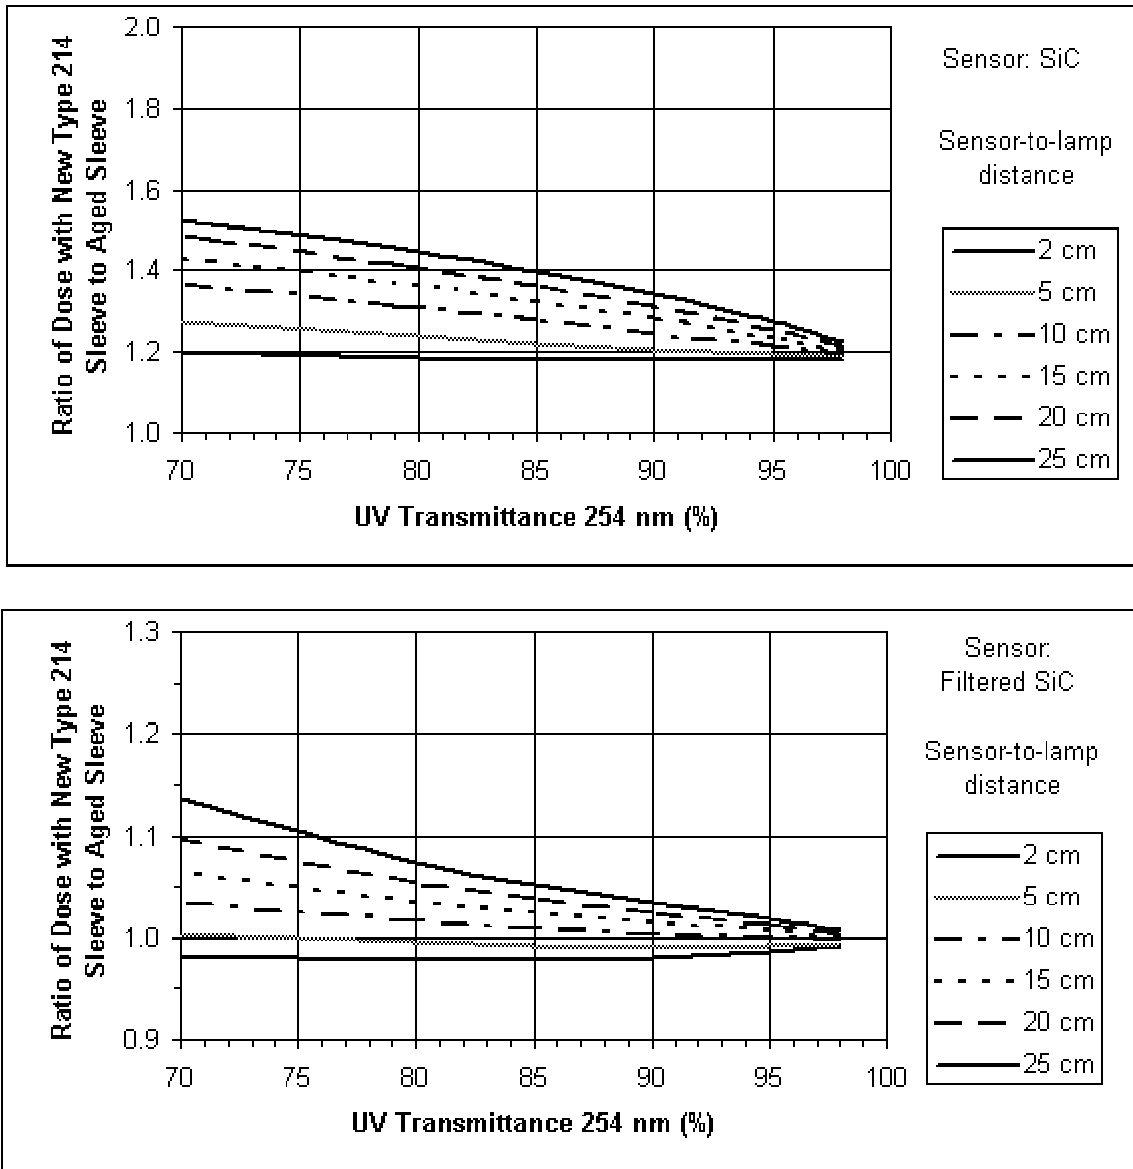 Ratio of Dose with New Type 214
Sleeve to Aged Sleeve
2.0
1.8
1.6
1.4
1.2
1.0
70
75
80
85
90
95
100
UV Transmittance 254 nm (%)
Sensor: SiC
Sensor-to-lamp
distance
2 cm
5 cm
10 cm
15 cm
20 cm
25 cm
Ratio of Dose with New Type 214
Sleeve to Aged Sleeve
1.3
1.2
1.1
1.0
0.9
70
75
80
85
90
95
100
UV Transmittance 254 nm (%)
Sensor:
Filtered SiC
Sensor-to-lamp
distance
2 cm
5 cm
10 cm
15 cm
20 cm
25 cm